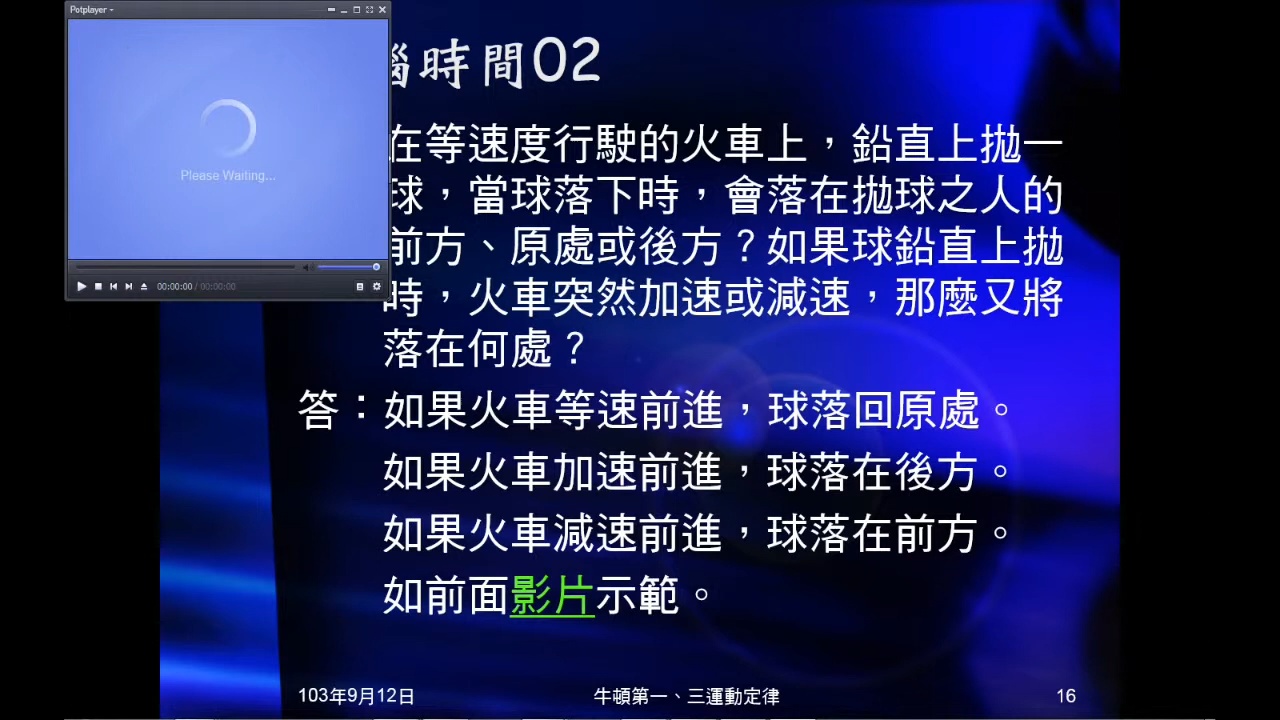 Potplayer
Please Waiting...
00:00:00 / 00:00:00
時間02
在等速度行駛的火車上，鉛直上拋一
球，當球落下時，會落在拋球之人的
前方、原處或後方？如果球鉛直上拋
時，火車突然加速或減速，那麼又將
落在何處？
答：如果火車等速前進，球落回原處。
如果火車加速前進，球落在後方。
如果火車減速前進，球落在前方。
如前面影片示範。
103年9月12日
牛頓第一、三運動定律
16